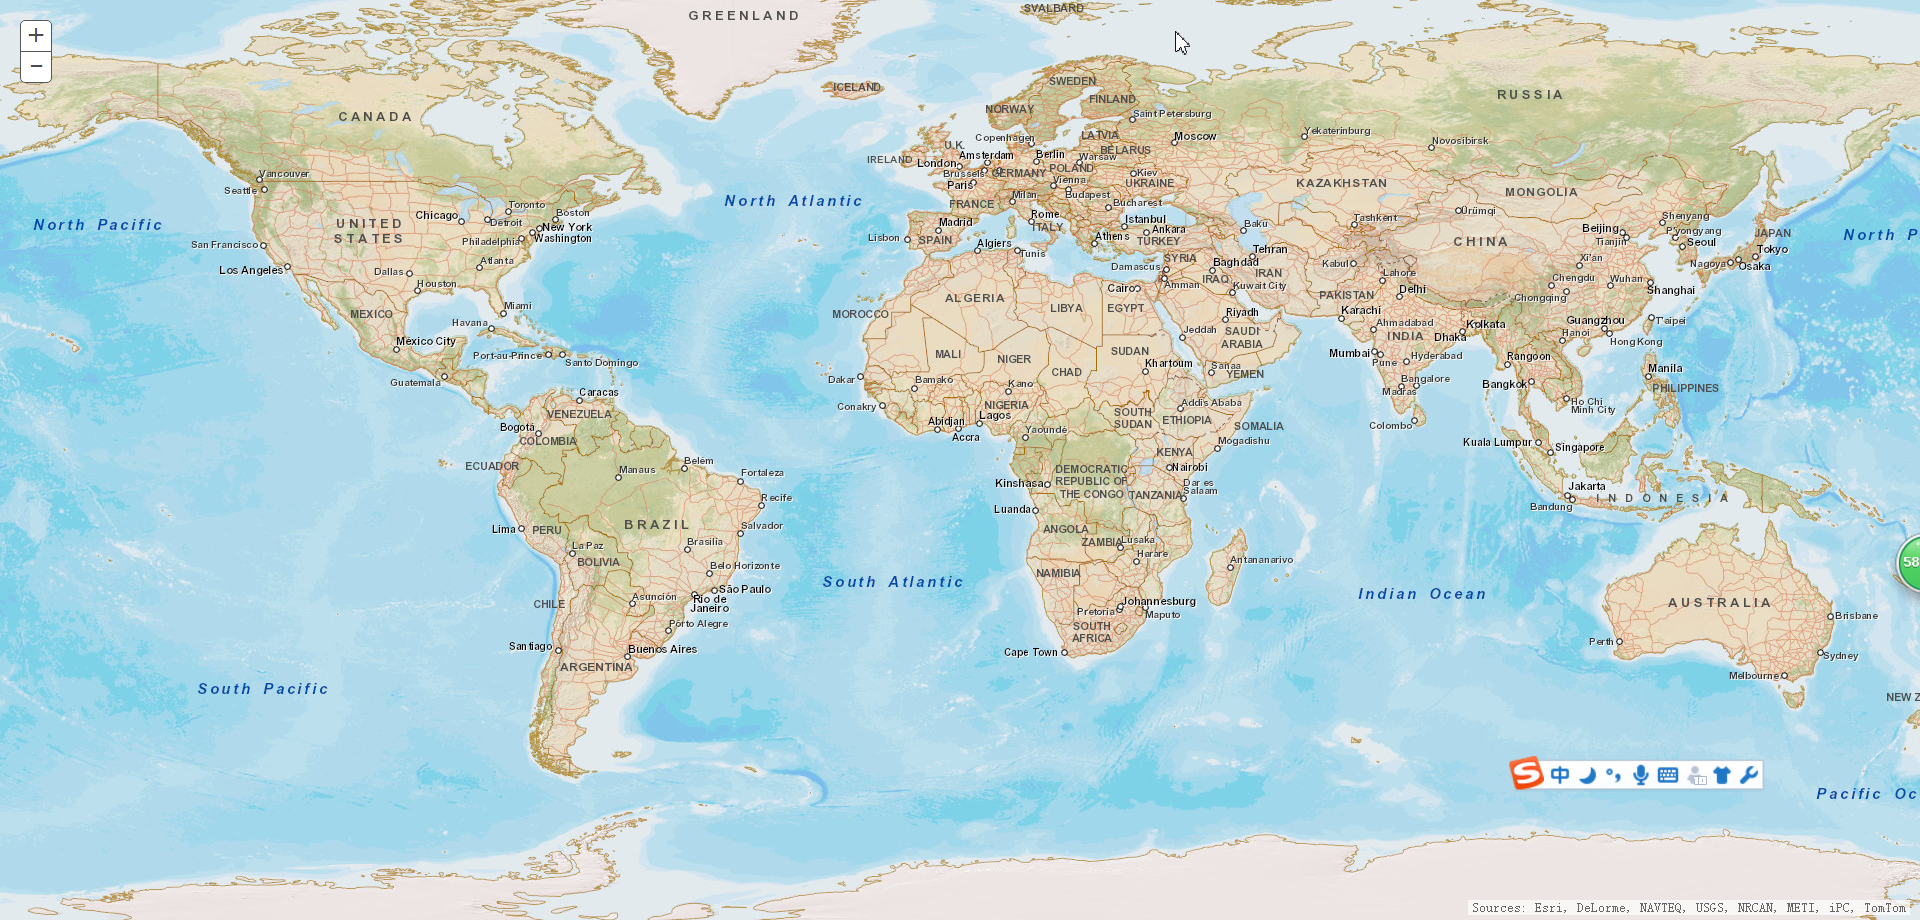 GREENLAND
SVALBARD
+
−
ICELAND
SWEDEN
FINLAND
NORWAY
RUSSIA
CANADA
Saint Petersburg
Copenhagen
LATVIA
Moscow
Yekaterinburg
Novosibirsk
U.K.
IRELAND
London
Amsterdam
Berlin
Warsaw
BELARUS
Brussels
GERMANY
POLAND
Kiev
UKRAINE
Paris
Vienna
Budapest
KAZAKHSTAN
MONGOLIA
Vancouver
Seattle
FRANCE
Milan
Bucharest
North Atlantic
North Pacific
UNITED
STATES
Chicago
Toronto
Detroit
Boston
New York
Philadelphia
Washington
Lisbon
Madrid
SPAIN
Rome
ITALY
Istanbul
Ankara
Athens
TURKEY
Baku
Tashkent
Ürümqi
CHINA
Beijing
Tianjin
Shenyang
P'yongyang
Seoul
JAPAN
Tokyo
Nagoya
Osaka
North P
San Francisco
Los Angeles
Dallas
Atlanta
Houston
Miami
Algiers
Tunis
Damascus
SYRIA
Baghdad
Tehran
IRAQ
IRAN
Amman
Kuwait City
Cairo
Kabul
Lahore
Delhi
PAKISTAN
Karachi
Xi'an
Chengdu
Wuhan
Chongqing
Shanghai
MEXICO
Havana
Mexico City
Port-au-Prince
Santo Domingo
Guatemala
MOROCCO
ALGERIA
LIBYA
EGYPT
Riyadh
Jeddah
SAUDI
ARABIA
Ahmadabad
INDIA
Kolkata
Dhaka
Guangzhou
Hanoi
Hong Kong
T'aipei
MALI
NIGER
CHAD
SUDAN
Khartoum
Sanaa
YEMEN
Mumbai
Pune
Hyderabad
Rangoon
Bangkok
Manila
PHILIPPINES
Dakar
Bamako
Kano
Conakry
NIGERIA
Abidjan
Accra
Lagos
Addis Ababa
ETHIOPIA
SOUTH
SUDAN
SOMALIA
Mogadishu
Bangalore
Madras
Colombo
Ho Chi
Minh City
Caracas
VENEZUELA
Bogotá
COLOMBIA
ECUADOR
Manaus
Belém
Fortaleza
Recife
Yaoundé
KENYA
Nairobi
DEMOCRATIC
REPUBLIC OF
THE CONGO
Kinshasa
TANZANIA
Dar es
Salaam
Luanda
Kuala Lumpur
Singapore
Jakarta
Bandung
INDONESIA
Lima
PERU
BRAZIL
Salvador
La Paz
Brasília
BOLIVIA
Belo Horizonte
São Paulo
Rio de
Janeiro
CHILE
Asunción
Pôrto Alegre
Santiago
Buenos Aires
ARGENTINA
South Atlantic
ANGOLA
ZAMBIA
Lusaka
Harare
NAMIBIA
Antananarivo
Pretoria
Johannesburg
Maputo
SOUTH
AFRICA
Cape Town
Indian Ocean
AUSTRALIA
Brisbane
Perth
Sydney
Melbourne
NEW Z
58
South Pacific
S
中
Pacific Oc
Sources: Esri, DeLorme, NAVTEQ, USGS, NRCAN, METI, iPC, TomTom